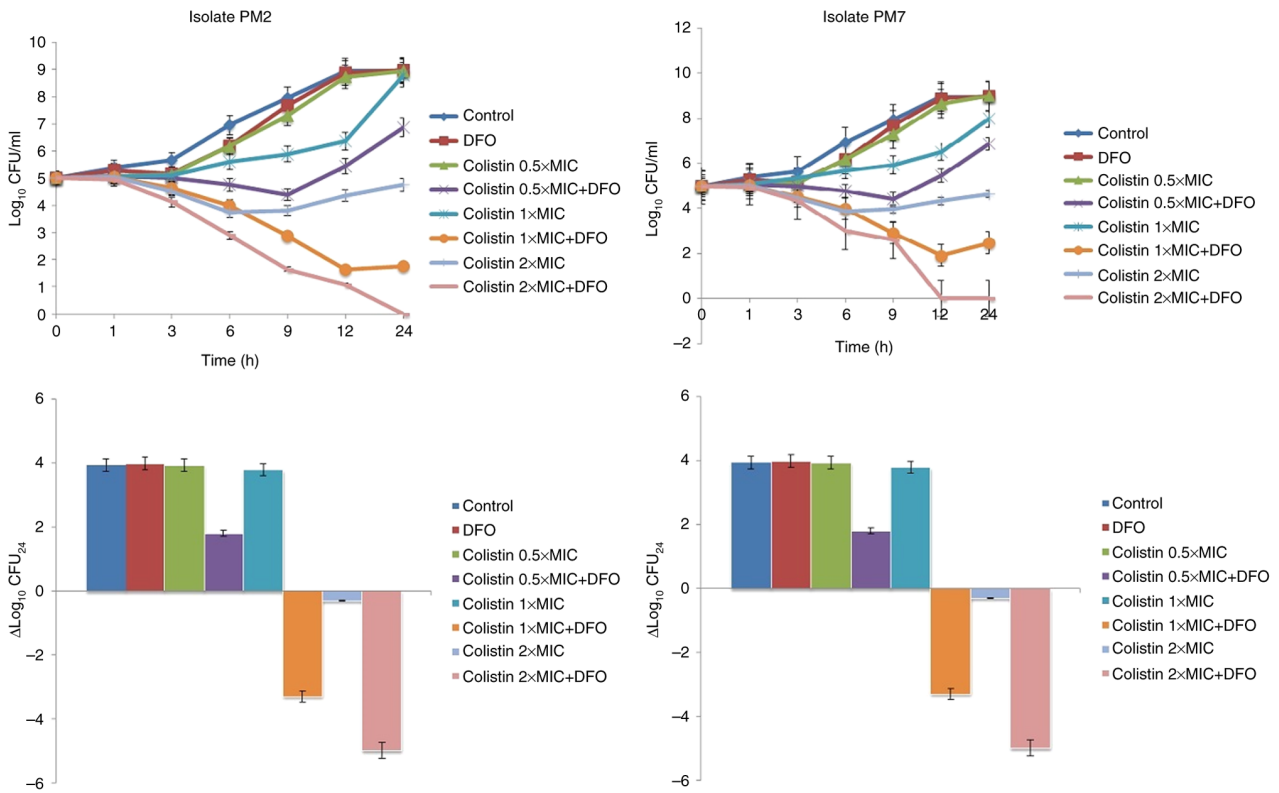 Isolate PM2
10
9
8
7
6
5
4
3
2
1
0
Log10 CFU/ml
0 1 3 6 9 12 24
Time (h)
Control
DFO
Colistin 0.5×MIC
Colistin 0.5×MIC+DFO
Colistin 1×MIC
Colistin 1×MIC+DFO
Colistin 2×MIC
Colistin 2×MIC+DFO
Isolate PM7
12
10
8
6
4
2
0
–2
Log10 CFU/ml
0 1 3 6 9 12 24
Time (h)
Control
DFO
Colistin 0.5×MIC
Colistin 0.5×MIC+DFO
Colistin 1×MIC
Colistin 1×MIC+DFO
Colistin 2×MIC
Colistin 2×MIC+DFO
6
4
2
0
–2
–4
–6
ΔLog10 CFU24
Control
DFO
Colistin 0.5×MIC
Colistin 0.5×MIC+DFO
Colistin 1×MIC
Colistin 1×MIC+DFO
Colistin 2×MIC
Colistin 2×MIC+DFO
6
4
2
0
–2
–4
–6
ΔLog10 CFU24
Control
DFO
Colistin 0.5×MIC
Colistin 0.5×MIC+DFO
Colistin 1×MIC
Colistin 1×MIC+DFO
Colistin 2×MIC
Colistin 2×MIC+DFO